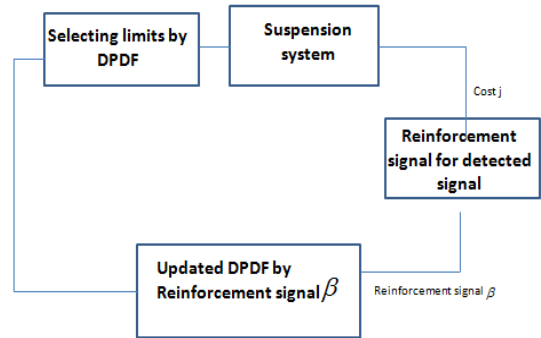 Selecting limits by
DPDF
Suspension
system
Cost j
Reinforcement
signal for detected
signal
Updated DPDF by
Reinforcement signal β
Reinforcement signal β